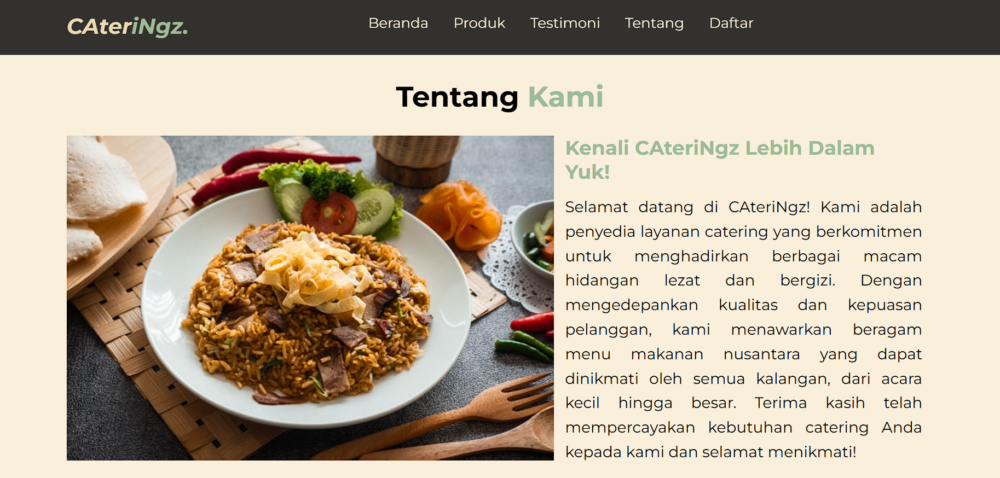 CAteriNgz.
Beranda Produk Testimoni Tentang Daftar
Tentang Kami
Kenali CAteriNgz Lebih Dalam
Yuk!
Selamat datang di CAteriNgz! Kami adalah
penyedia layanan catering yang berkomitmen
untuk menghadirkan berbagai macam
hidangan lezat dan bergizi. Dengan
mengedepankan kualitas dan kepuasan
pelanggan, kami menawarkan beragam
menu makanan nusantara yang dapat
dinikmati oleh semua kalangan, dari acara
kecil hingga besar. Terima kasih telah
mempercayakan kebutuhan catering Anda
kepada kami dan selamat menikmati!